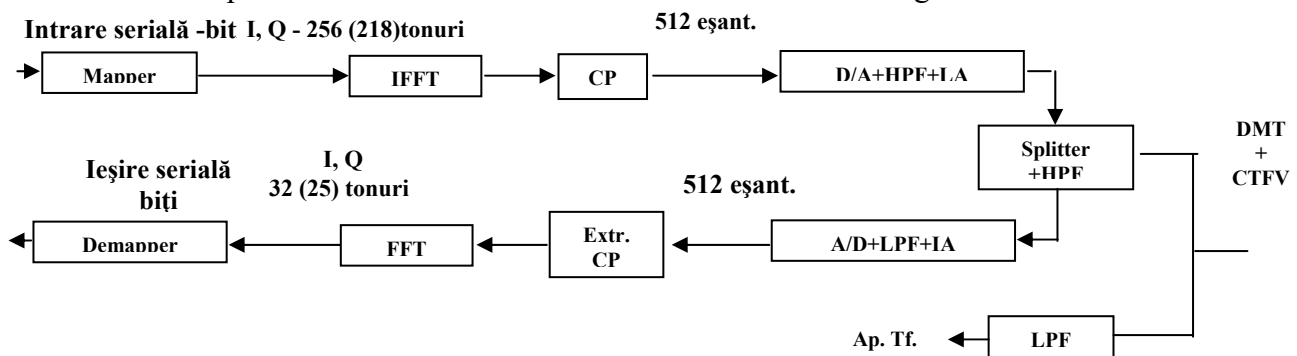 Intrare serială -bit I, Q - 256 (218)tonuri
512 eşant.
Mapper
IFFT
CP
D/A+HPF+LA
Splitter
+HPF
DMT
+
CTFV
Ieşire serială
biţi
I, Q
32 (25) tonuri
512 eşant.
Demapper
FFT
Extr.
CP
A/D+LPF+IA
Ap. Tf.
LPF